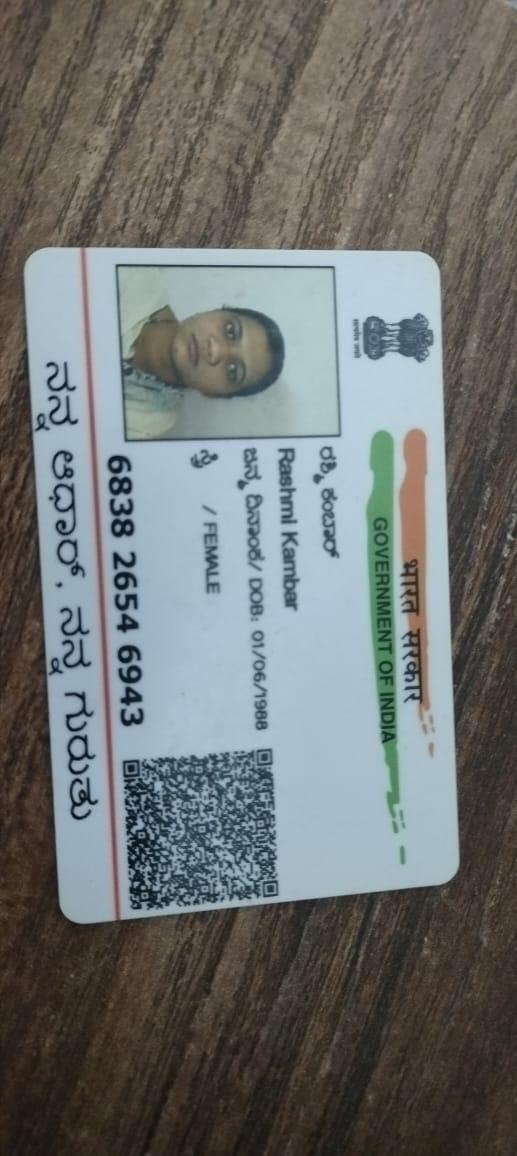 भारत सरकार
GOVERNMENT OF INDIA
सत्यमेव जयते
ರಶ್ಮಿ ಕಂಬಾರ್
Rashmi Kambar
ಜನ್ಮ ದಿನಾಂಕ/ DOB: 01/06/1988
ಸ್ತ್ರೀ / FEMALE
6838 2654 6943
ನನ್ನ ಆಧಾರ್, ನನ್ನ ಗುರುತು